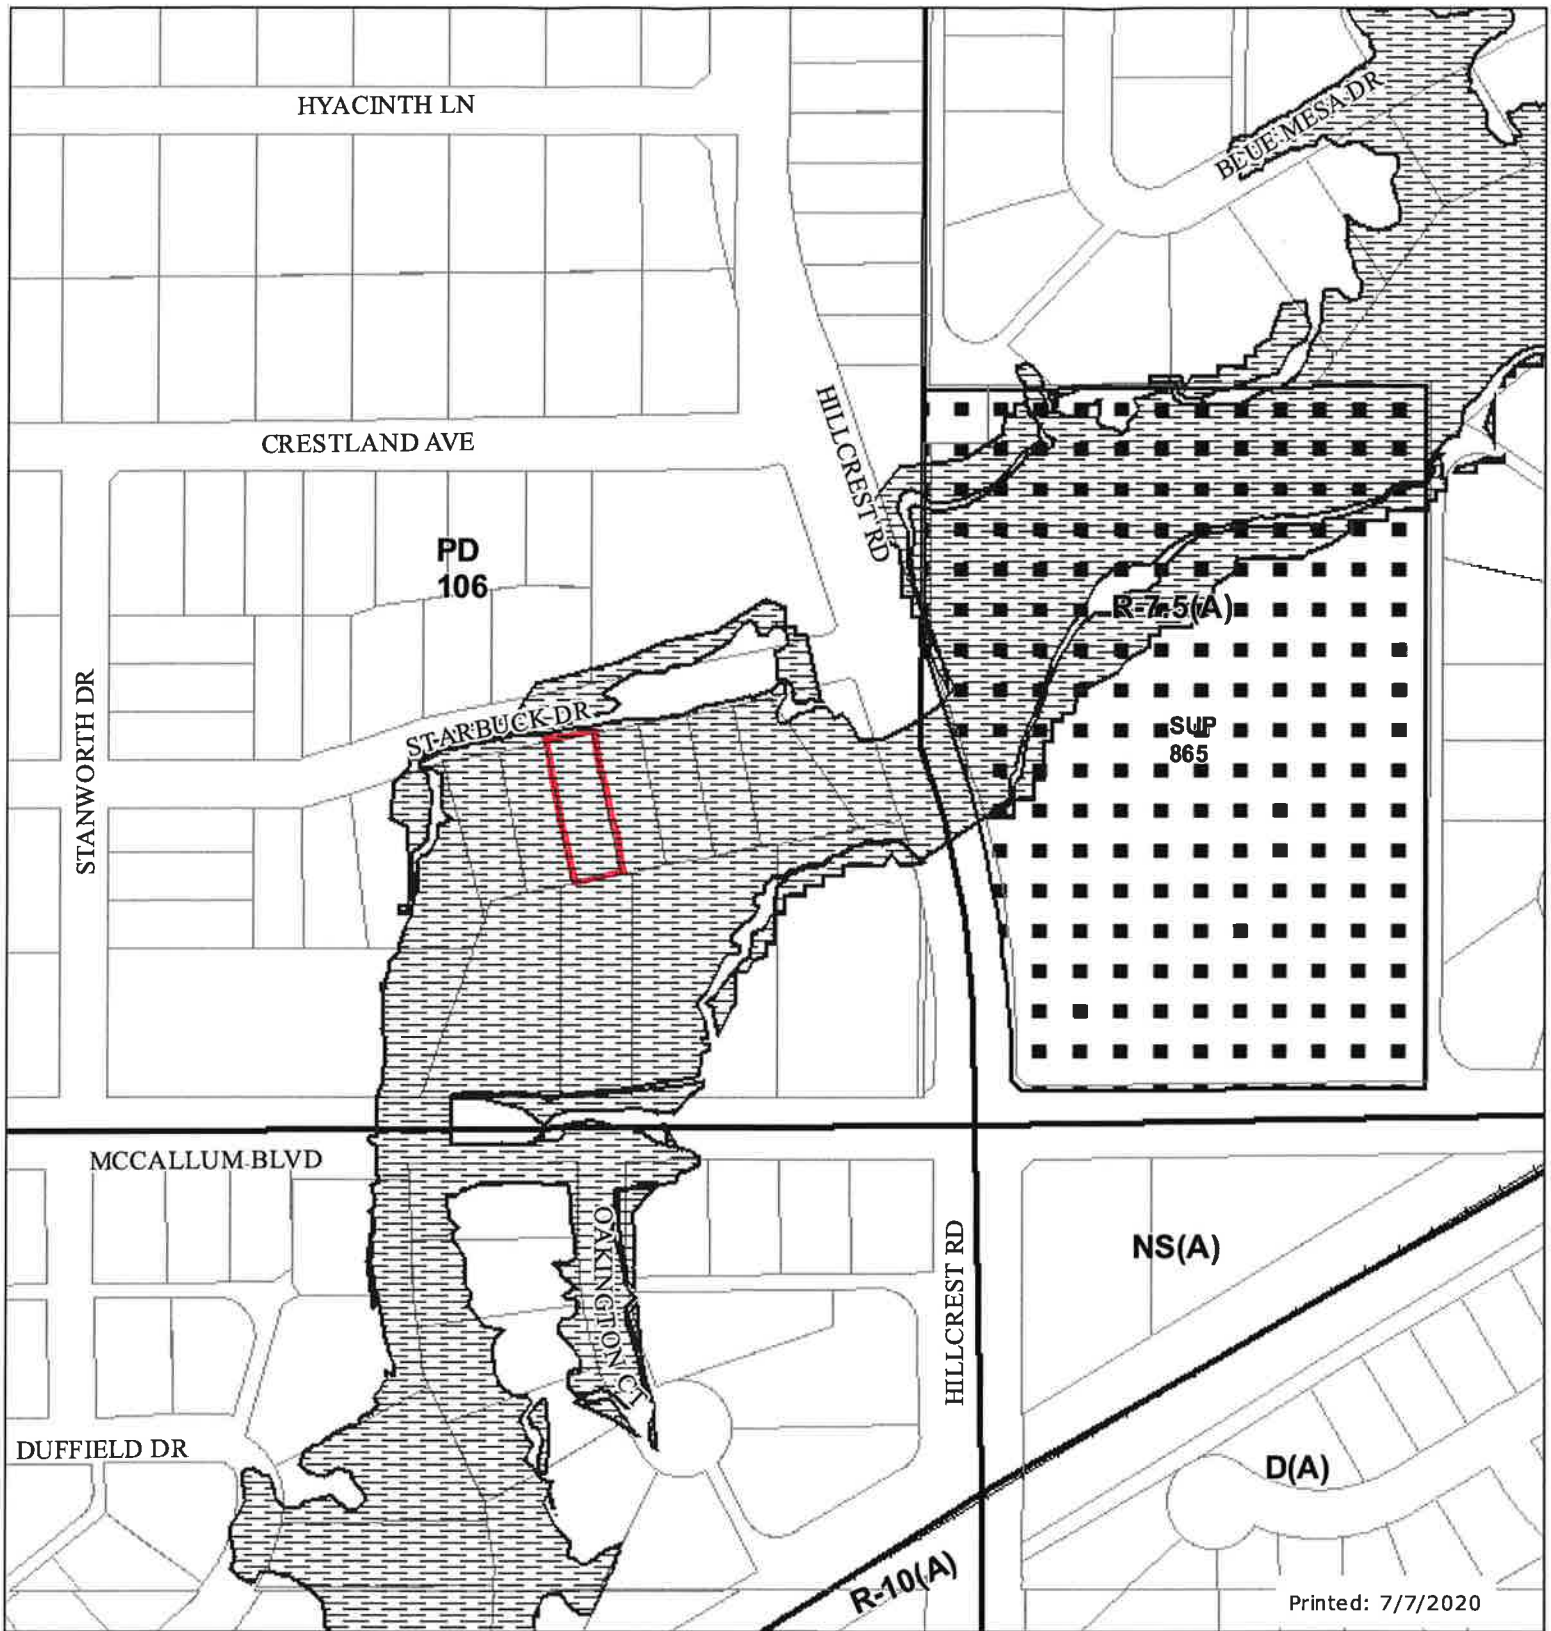 HYACINTH LN
BLUE MESA DR
CRESTLAND AVE
HILLCREST RD
PD
106
R-7.5(A)
STARBUCK DR
STANWORTH DR
SUP
865
MCCALLUM BLVD
OAKINGTON CT
HILLCREST RD
NS(A)
DUFFIELD DR
D(A)
R-10(A)
Printed: 7/7/2020